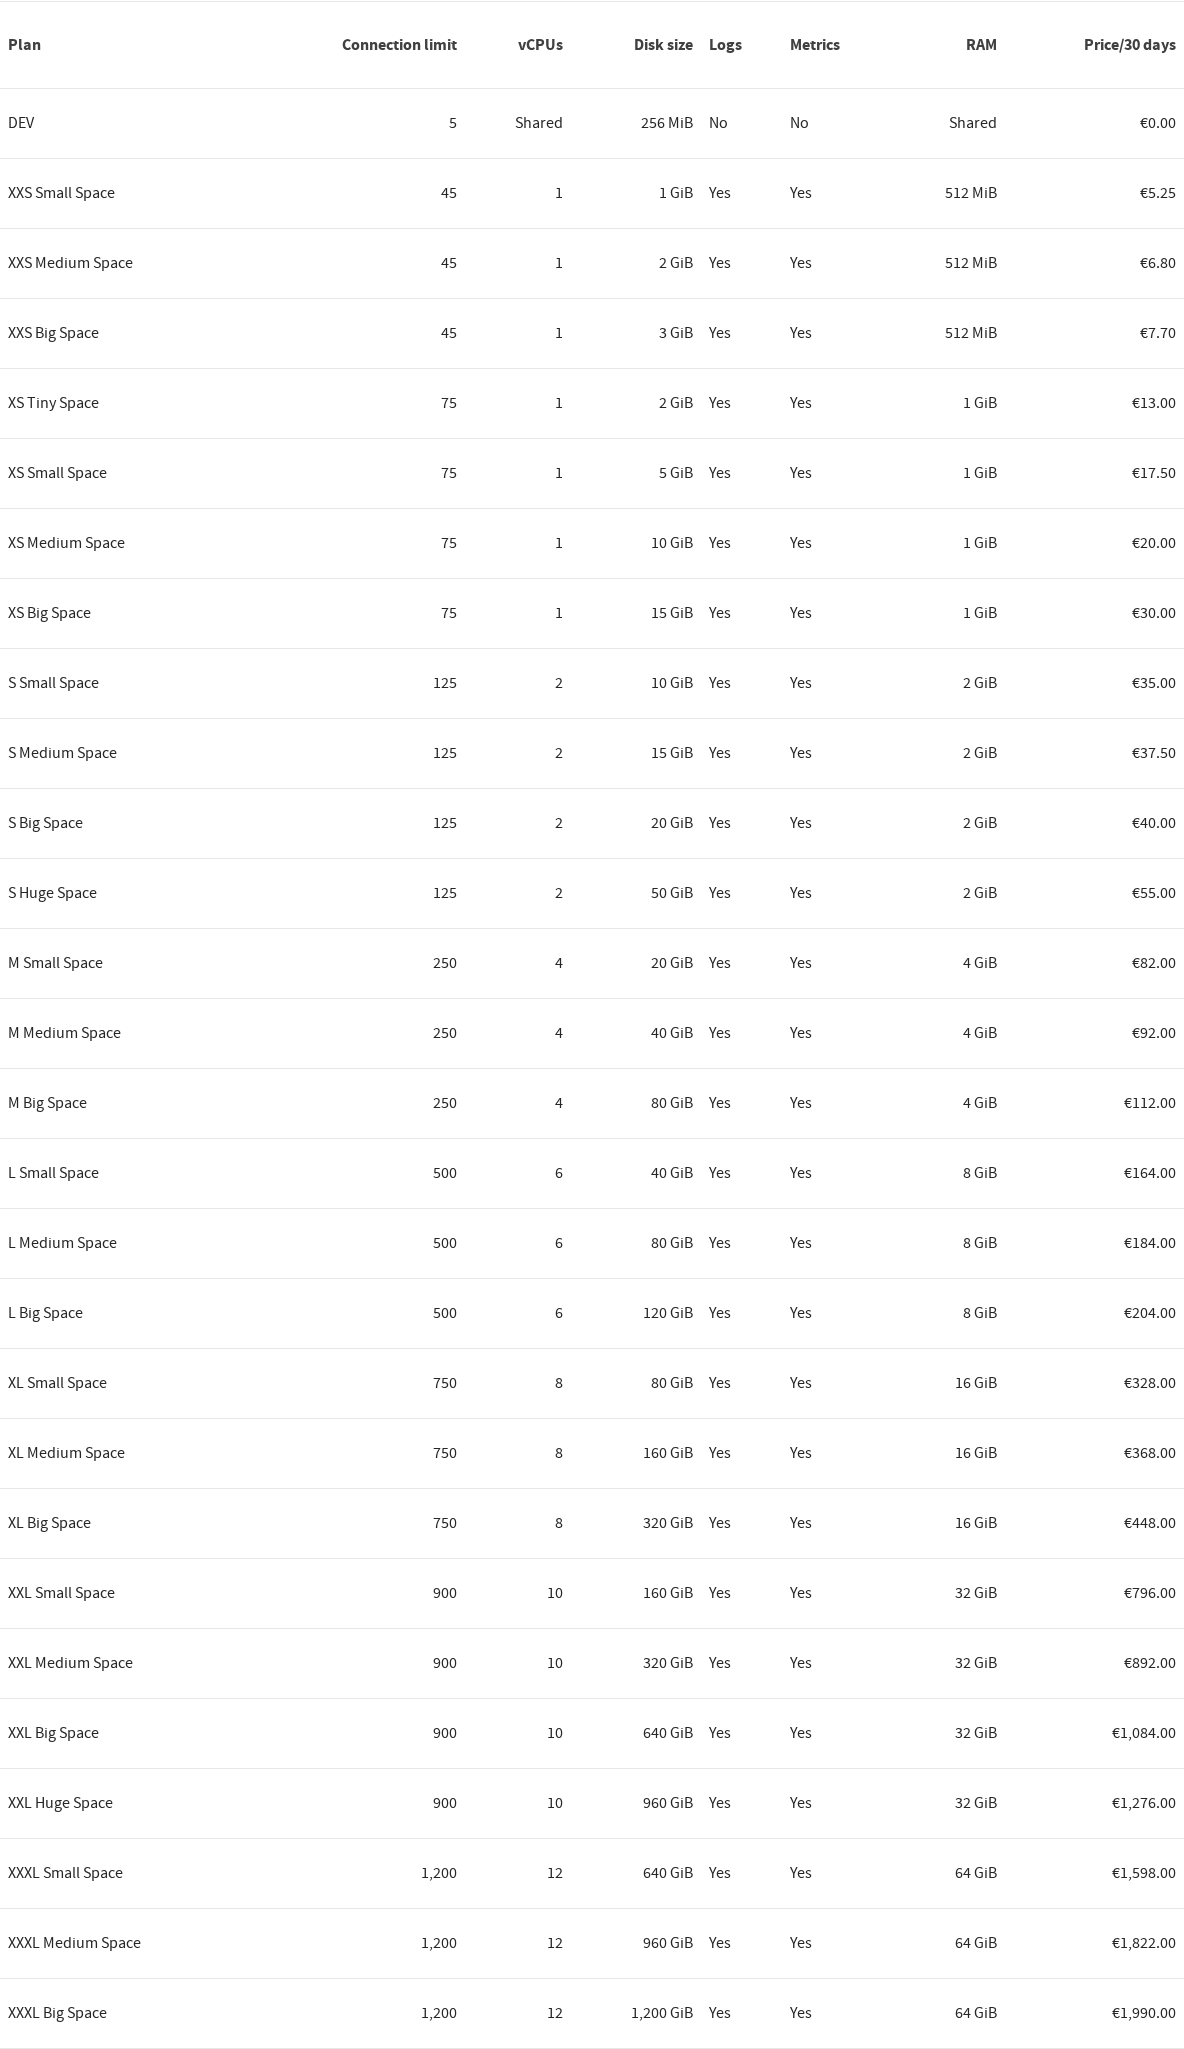 Plan Connection limit vCPUs Disk size Logs Metrics RAM Price/30 days
DEV 5 Shared 256 MiB No No Shared €0.00
XXS Small Space 45 1 1 GiB Yes Yes 512 MiB €5.25
XXS Medium Space 45 1 2 GiB Yes Yes 512 MiB €6.80
XXS Big Space 45 1 3 GiB Yes Yes 512 MiB €7.70
XS Tiny Space 75 1 2 GiB Yes Yes 1 GiB €13.00
XS Small Space 75 1 5 GiB Yes Yes 1 GiB €17.50
XS Medium Space 75 1 10 GiB Yes Yes 1 GiB €20.00
XS Big Space 75 1 15 GiB Yes Yes 1 GiB €30.00
S Small Space 125 2 10 GiB Yes Yes 2 GiB €35.00
S Medium Space 125 2 15 GiB Yes Yes 2 GiB €37.50
S Big Space 125 2 20 GiB Yes Yes 2 GiB €40.00
S Huge Space 125 2 50 GiB Yes Yes 2 GiB €55.00
M Small Space 250 4 20 GiB Yes Yes 4 GiB €82.00
M Medium Space 250 4 40 GiB Yes Yes 4 GiB €92.00
M Big Space 250 4 80 GiB Yes Yes 4 GiB €112.00
L Small Space 500 6 40 GiB Yes Yes 8 GiB €164.00
L Medium Space 500 6 80 GiB Yes Yes 8 GiB €184.00
L Big Space 500 6 120 GiB Yes Yes 8 GiB €204.00
XL Small Space 750 8 80 GiB Yes Yes 16 GiB €328.00
XL Medium Space 750 8 160 GiB Yes Yes 16 GiB €368.00
XL Big Space 750 8 320 GiB Yes Yes 16 GiB €448.00
XXL Small Space 900 10 160 GiB Yes Yes 32 GiB €796.00
XXL Medium Space 900 10 320 GiB Yes Yes 32 GiB €892.00
XXL Big Space 900 10 640 GiB Yes Yes 32 GiB €1,084.00
XXL Huge Space 900 10 960 GiB Yes Yes 32 GiB €1,276.00
XXXL Small Space 1,200 12 640 GiB Yes Yes 64 GiB €1,598.00
XXXL Medium Space 1,200 12 960 GiB Yes Yes 64 GiB €1,822.00
XXXL Big Space 1,200 12 1,200 GiB Yes Yes 64 GiB €1,990.00